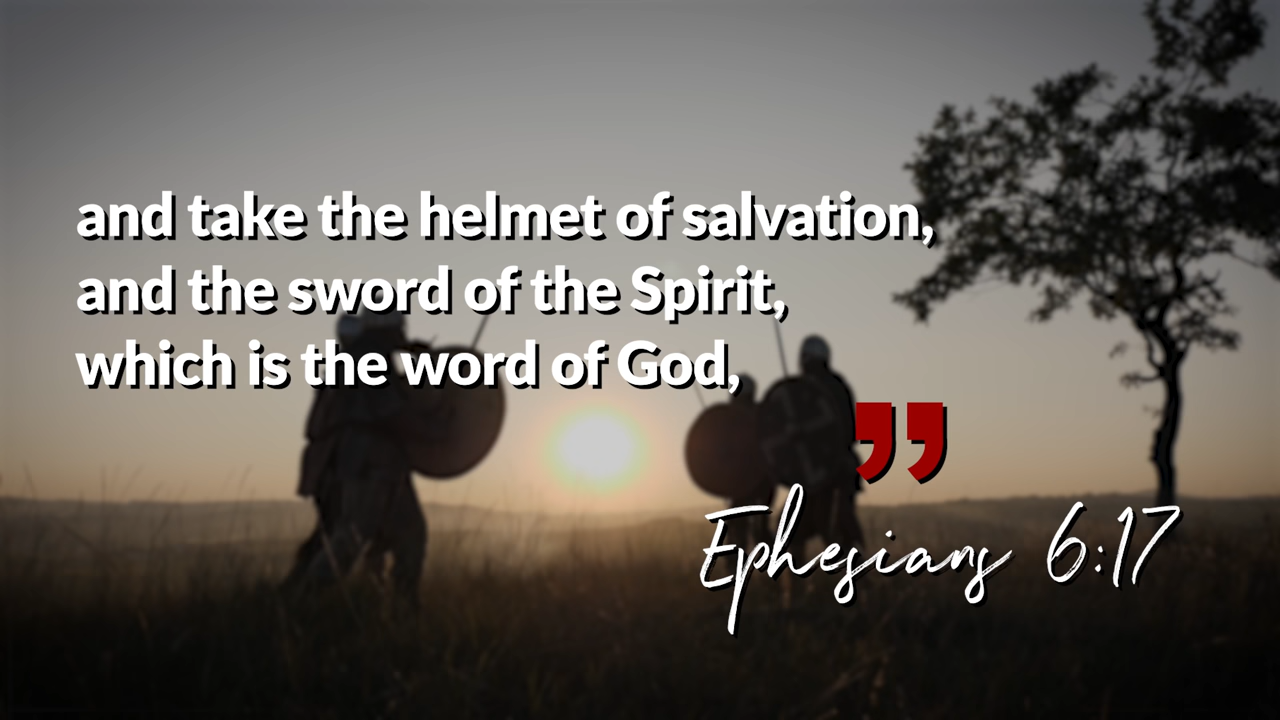 and take the helmet of salvation,
and the sword of the Spirit,
which is the word of God,
”
Ephesians 6:17